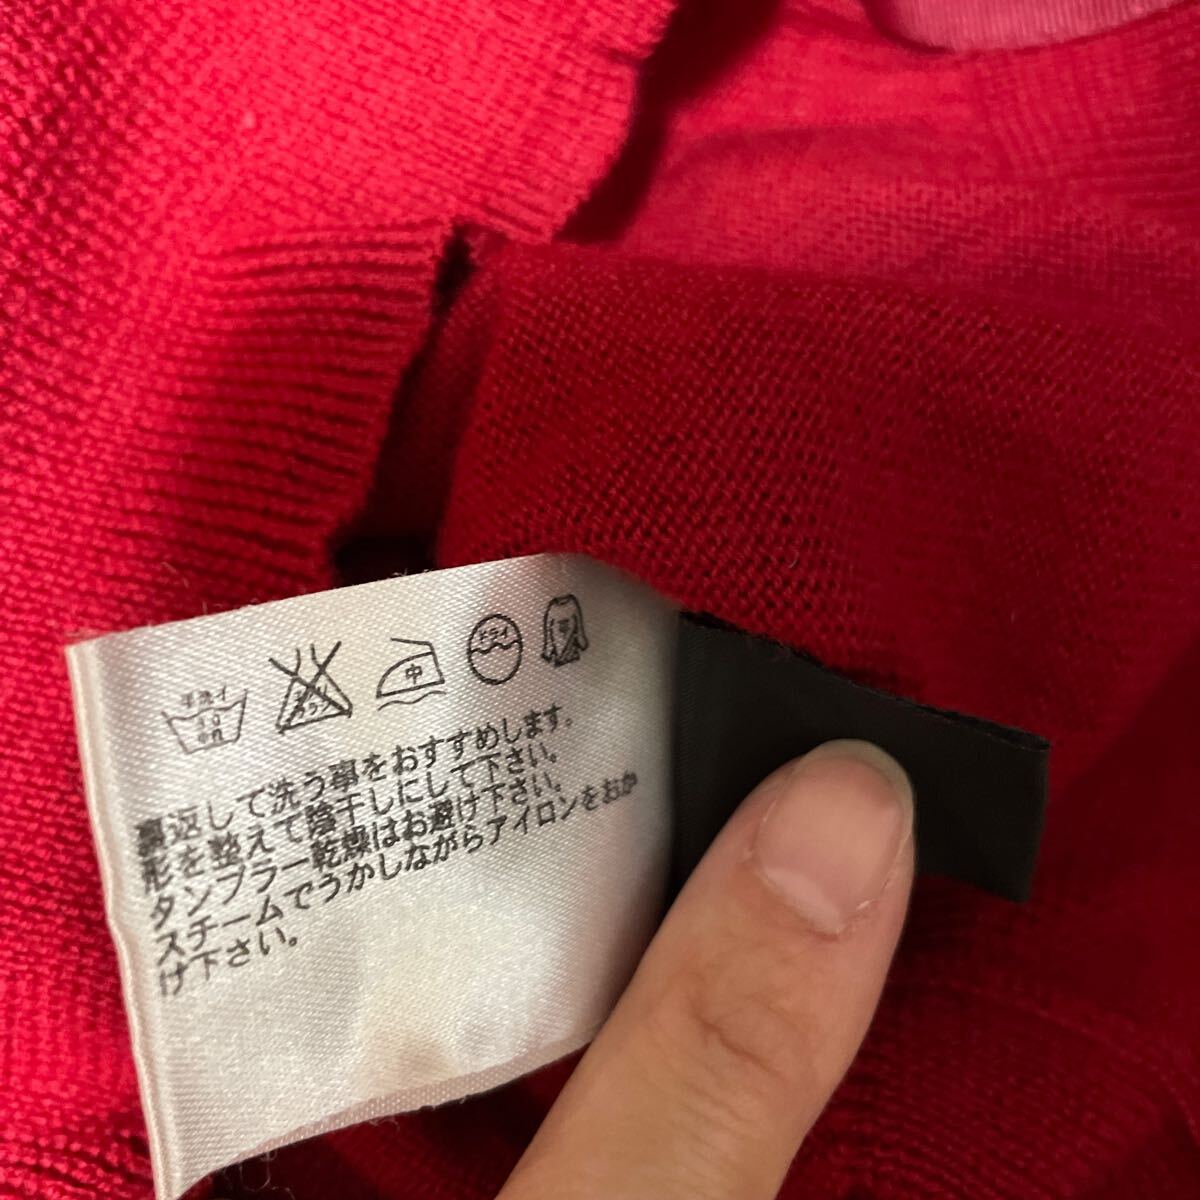 手洗イ
中
ドライ
裏返して洗う事をおすすめします。
形を整えて陰干しにして下さい。
タンブラー乾燥はお避け下さい。
スチームでうかしながらアイロンをおか
け下さい。